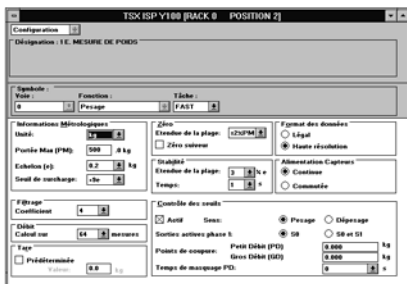 TSX ISP Y100 [RACK 0 POSITION 2]
Configuration
Désignation : 1 E. MESURE DE POIDS
Symbole :
Voie : Fonction : Tâche :
0 Pesage FAST
Informations Métrologiques
Unité: kg
Portée Max (PM): 500 .0 kg
Echelon (e): 0.2 kg
Seuil de surcharge: +9e
Filtrage
Coefficient 4
Débit
Calcul sur 64 mesures
Tare
Prédéterminée
Valeur: 0.0 kg
Zéro
Etendue de la plage: ±2%PM
Zéro suiveur
Stabilité
Etendue de la plage: 3 ¼ e
Temps: 1 s
Format des données
Légal
Haute résolution
Alimentation Capteurs
Continue
Commutée
Contrôle des seuils
Actif Sens: Pesage Dépesage
Sorties actives phase 1: S0 S0 et S1
Points de coupure: Petit Débit (PD) 0.000 kg
Gros Débit (GD) 0.000 kg
Temps de masquage PD: 0 s